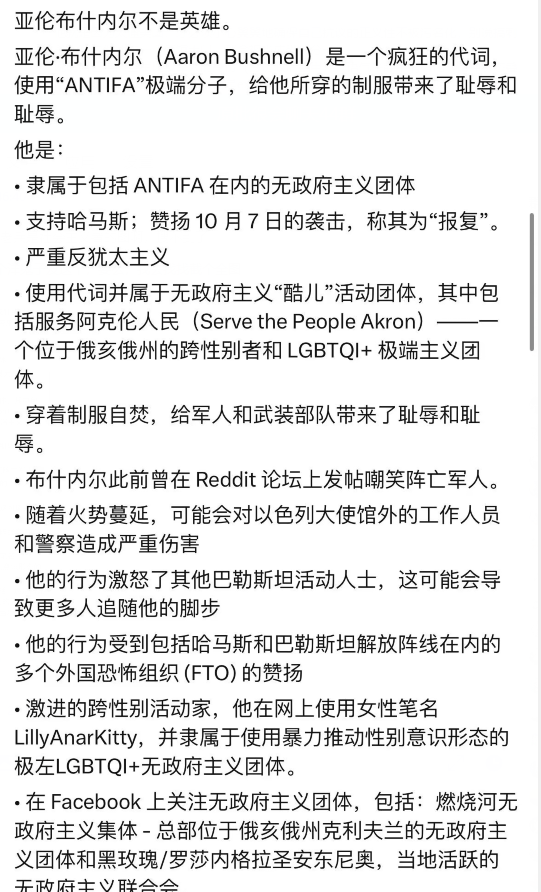 亚伦布什内尔不是英雄。
亚伦·布什内尔（Aaron Bushnell）是一个疯狂的代词，
使用“ANTIFA”极端分子，给他所穿的制服带来了耻辱和
耻辱。
他是：
• 隶属于包括 ANTIFA 在内的无政府主义团体
• 支持哈马斯；赞扬 10 月 7 日的袭击，称其为“报复”。
• 严重反犹太主义
• 使用代词并属于无政府主义“酷儿”活动团体，其中包
括服务阿克伦人民（Serve the People Akron）——一
个位于俄亥俄州的跨性别者和 LGBTQI+ 极端主义团
体。
• 穿着制服自焚，给军人和武装部队带来了耻辱和耻
辱。
• 布什内尔此前曾在 Reddit 论坛上发帖嘲笑阵亡军人。
• 随着火势蔓延，可能会对以色列大使馆外的工作人员
和警察造成严重伤害
• 他的行为激怒了其他巴勒斯坦活动人士，这可能会导
致更多人追随他的脚步
• 他的行为受到包括哈马斯和巴勒斯坦解放阵线在内的
多个外国恐怖组织 (FTO) 的赞扬
• 激进的跨性别活动家，他在网上使用女性笔名
LillyAnarKitty，并隶属于使用暴力推动性别意识形态的
极左LGBTQI+无政府主义团体。
• 在 Facebook 上关注无政府主义团体，包括：燃烧河无
政府主义集体 - 总部位于俄亥俄州克利夫兰的无政府主
义团体和黑玫瑰/罗莎内格拉圣安东尼奥，当地活跃的
无政府主义联合会